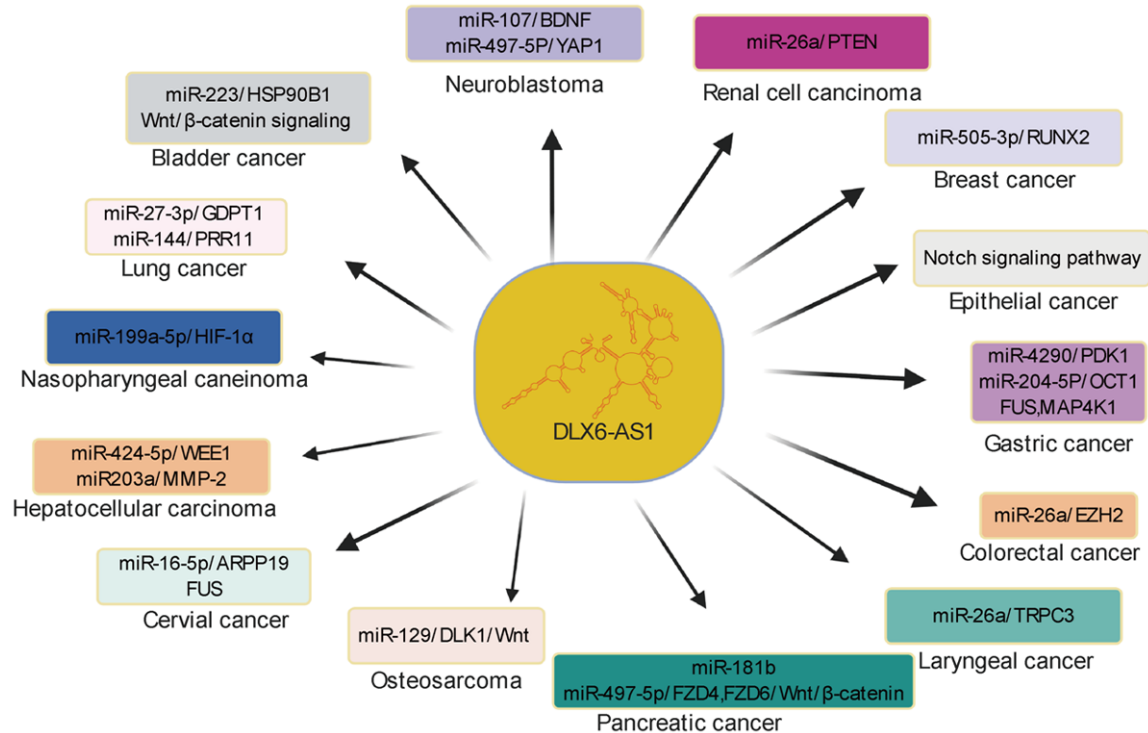 miR-107/BDNF
miR-497-5P/YAP1
Neuroblastoma
miR-26a/PTEN
Renal cell cancinoma
miR-223/HSP90B1
Wnt/β-catenin signaling
Bladder cancer
miR-505-3p/RUNX2
Breast cancer
miR-27-3p/GDPT1
miR-144/PRR11
Lung cancer
Notch signaling pathway
Epithelial cancer
miR-199a-5p/HIF-1α
Nasopharyngeal caneinoma
miR-4290/PDK1
miR-204-5P/OCT1
FUS,MAP4K1
Gastric cancer
DLX6-AS1
miR-424-5p/WEE1
miR203a/MMP-2
Hepatocellular carcinoma
miR-26a/EZH2
Colorectal cancer
miR-16-5p/ARPP19
FUS
Cervial cancer
miR-26a/TRPC3
Laryngeal cancer
miR-129/DLK1/Wnt
Osteosarcoma
miR-181b
miR-497-5p/FZD4,FZD6/Wnt/β-catenin
Pancreatic cancer